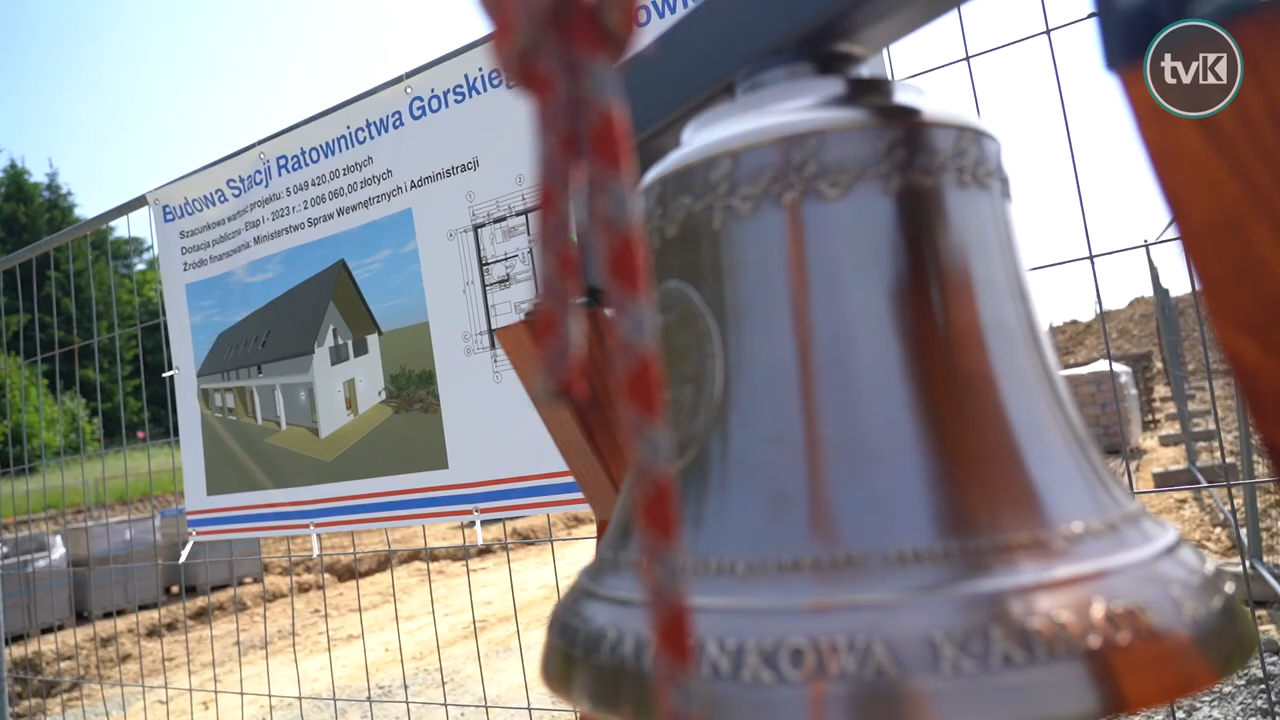 tvK
Budowa Stacji Ratownictwa Górskiego
Szacunkowa wartość projektu: 5 049 420,00 złotych
Dotacja publiczna- Etap I - 2023 r.: 2 006 060,00 złotych
Źródło finansowania: Ministerstwo Spraw Wewnętrznych i Administracji